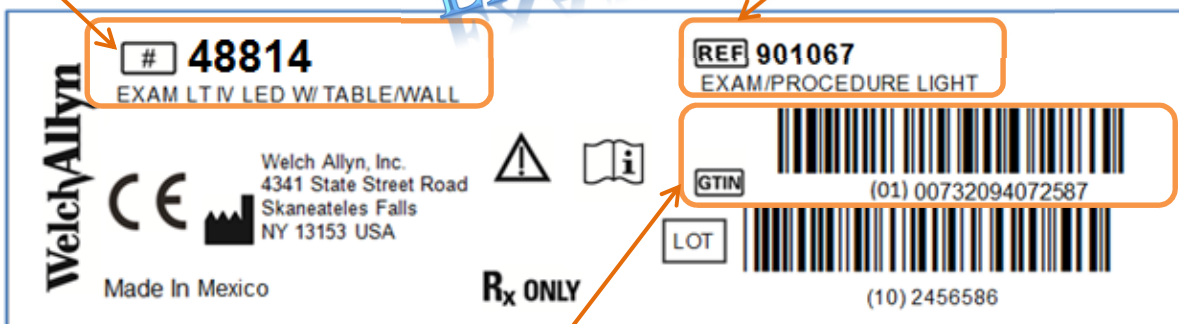 WelchAllyn
# 48814
EXAM LT IV LED W/ TABLE/WALL
REF 901067
EXAM/PROCEDURE LIGHT
CE
Welch Allyn, Inc.
4341 State Street Road
Skaneateles Falls
NY 13153 USA
i
GTIN
(01) 00732094072587
LOT
(10) 2456586
Made In Mexico
Rx ONLY